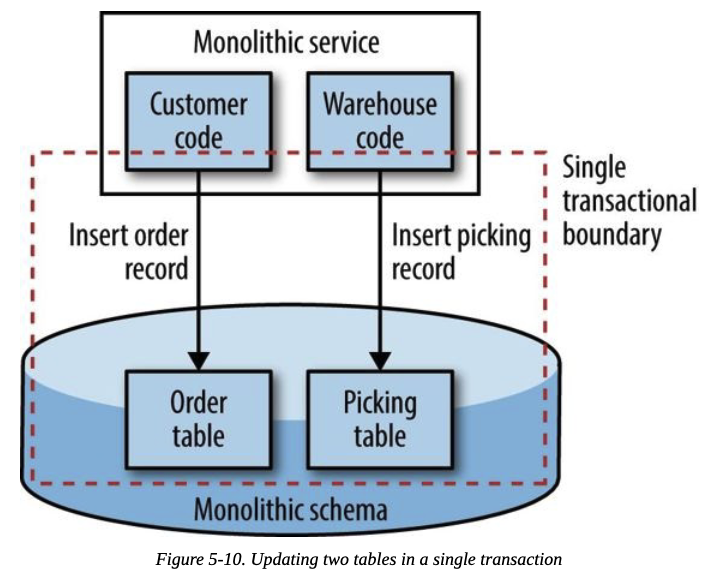 Monolithic service
Customer
code
Warehouse
code
Single
transactional
boundary
Insert order
record
Insert picking
record
Order
table
Picking
table
Monolithic schema
Figure 5-10. Updating two tables in a single transaction